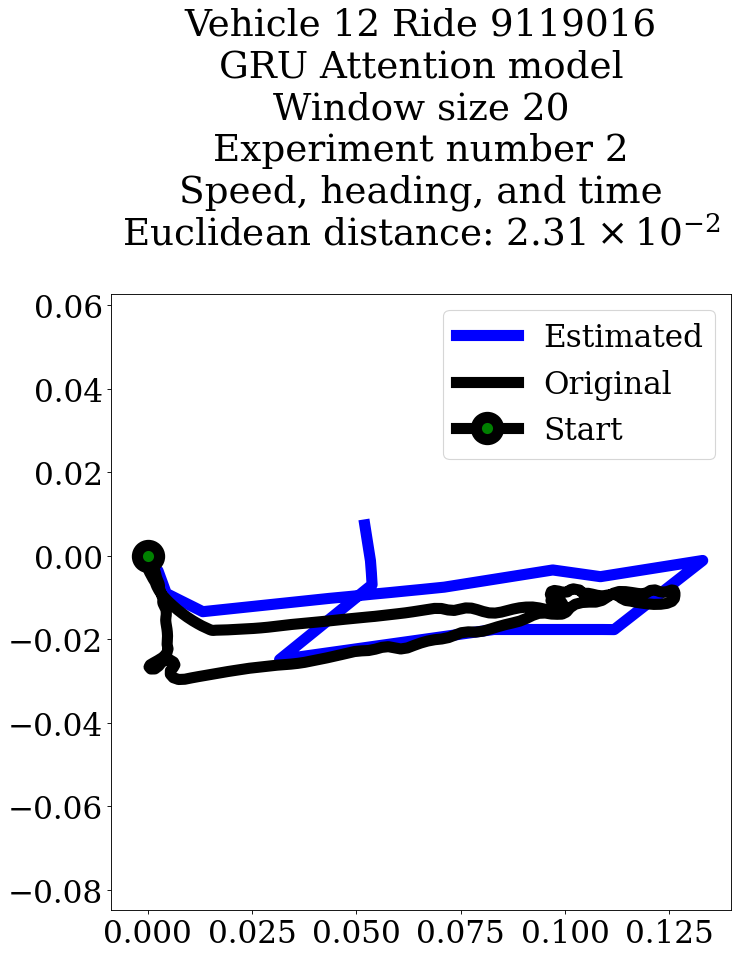 Vehicle 12 Ride 9119016
GRU Attention model
Window size 20
Experiment number 2
Speed, heading, and time
Euclidean distance: 2.31 × 10⁻²
Estimated
Original
Start
0.06
0.04
0.02
0.00
−0.02
−0.04
−0.06
−0.08
0.000 0.025 0.050 0.075 0.100 0.125